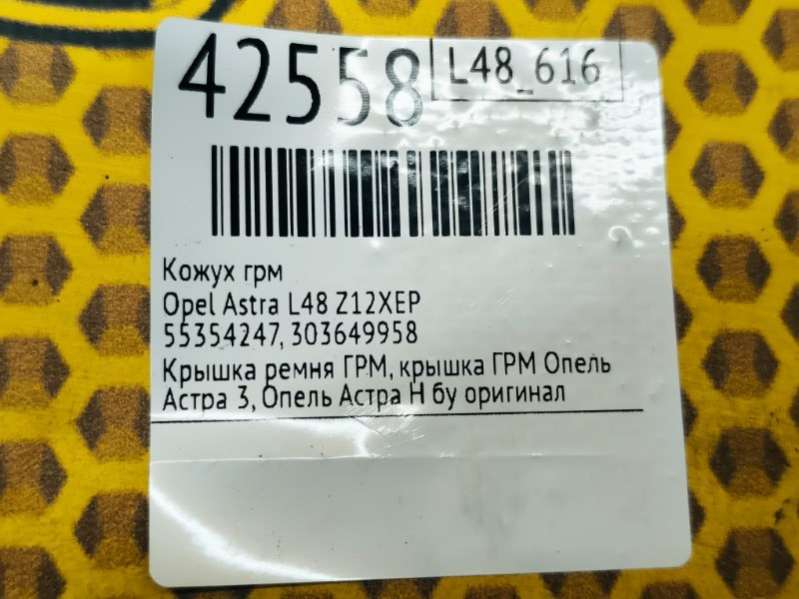 42558
L48_616
Кожух грм
Opel Astra L48 Z12XEP
55354247, 303649958
Крышка ремня ГРМ, крышка ГРМ Опель
Астра 3, Опель Астра Н бу оригинал